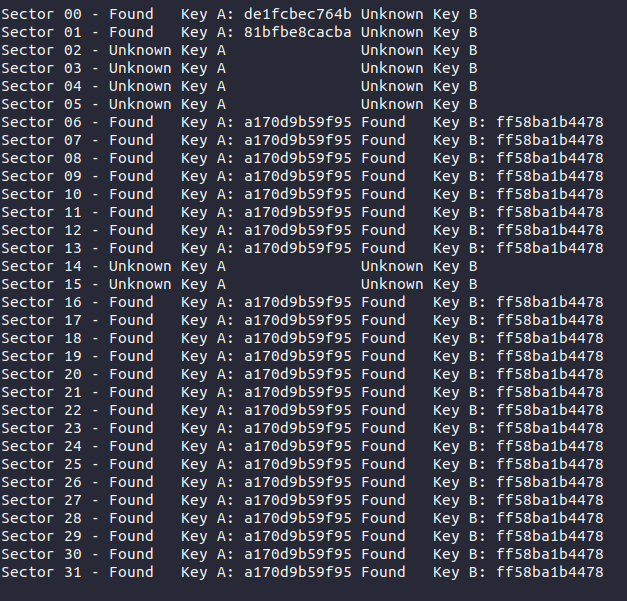 Sector 00 - Found   Key A: de1fcbec764b Unknown Key B
Sector 01 - Found   Key A: 81bfbe8cacba Unknown Key B
Sector 02 - Unknown Key A               Unknown Key B
Sector 03 - Unknown Key A               Unknown Key B
Sector 04 - Unknown Key A               Unknown Key B
Sector 05 - Unknown Key A               Unknown Key B
Sector 06 - Found   Key A: a170d9b59f95 Found   Key B: ff58ba1b4478
Sector 07 - Found   Key A: a170d9b59f95 Found   Key B: ff58ba1b4478
Sector 08 - Found   Key A: a170d9b59f95 Found   Key B: ff58ba1b4478
Sector 09 - Found   Key A: a170d9b59f95 Found   Key B: ff58ba1b4478
Sector 10 - Found   Key A: a170d9b59f95 Found   Key B: ff58ba1b4478
Sector 11 - Found   Key A: a170d9b59f95 Found   Key B: ff58ba1b4478
Sector 12 - Found   Key A: a170d9b59f95 Found   Key B: ff58ba1b4478
Sector 13 - Found   Key A: a170d9b59f95 Found   Key B: ff58ba1b4478
Sector 14 - Unknown Key A               Unknown Key B
Sector 15 - Unknown Key A               Unknown Key B
Sector 16 - Found   Key A: a170d9b59f95 Found   Key B: ff58ba1b4478
Sector 17 - Found   Key A: a170d9b59f95 Found   Key B: ff58ba1b4478
Sector 18 - Found   Key A: a170d9b59f95 Found   Key B: ff58ba1b4478
Sector 19 - Found   Key A: a170d9b59f95 Found   Key B: ff58ba1b4478
Sector 20 - Found   Key A: a170d9b59f95 Found   Key B: ff58ba1b4478
Sector 21 - Found   Key A: a170d9b59f95 Found   Key B: ff58ba1b4478
Sector 22 - Found   Key A: a170d9b59f95 Found   Key B: ff58ba1b4478
Sector 23 - Found   Key A: a170d9b59f95 Found   Key B: ff58ba1b4478
Sector 24 - Found   Key A: a170d9b59f95 Found   Key B: ff58ba1b4478
Sector 25 - Found   Key A: a170d9b59f95 Found   Key B: ff58ba1b4478
Sector 26 - Found   Key A: a170d9b59f95 Found   Key B: ff58ba1b4478
Sector 27 - Found   Key A: a170d9b59f95 Found   Key B: ff58ba1b4478
Sector 28 - Found   Key A: a170d9b59f95 Found   Key B: ff58ba1b4478
Sector 29 - Found   Key A: a170d9b59f95 Found   Key B: ff58ba1b4478
Sector 30 - Found   Key A: a170d9b59f95 Found   Key B: ff58ba1b4478
Sector 31 - Found   Key A: a170d9b59f95 Found   Key B: ff58ba1b4478